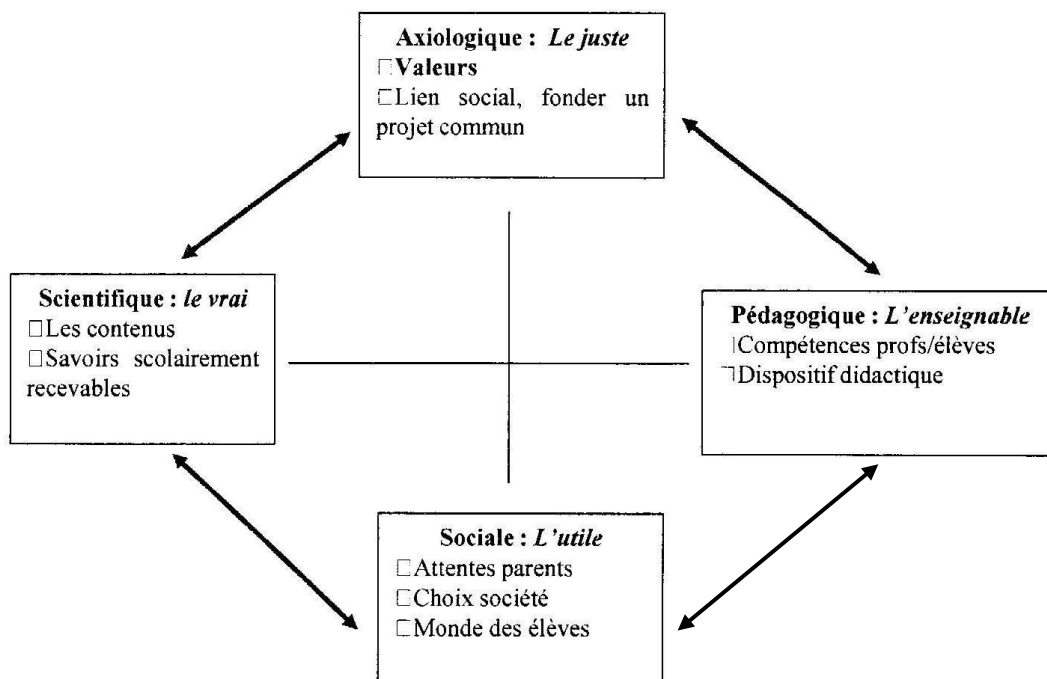 Axiologique : Le juste
□Valeurs
□Lien social, fonder un
projet commun
Scientifique : le vrai
□Les contenus
□Savoirs scolairement
recevables
Pédagogique : L'enseignable
□Compétences profs/élèves
□Dispositif didactique
Sociale : L'utile
□Attentes parents
□Choix société
□Monde des élèves